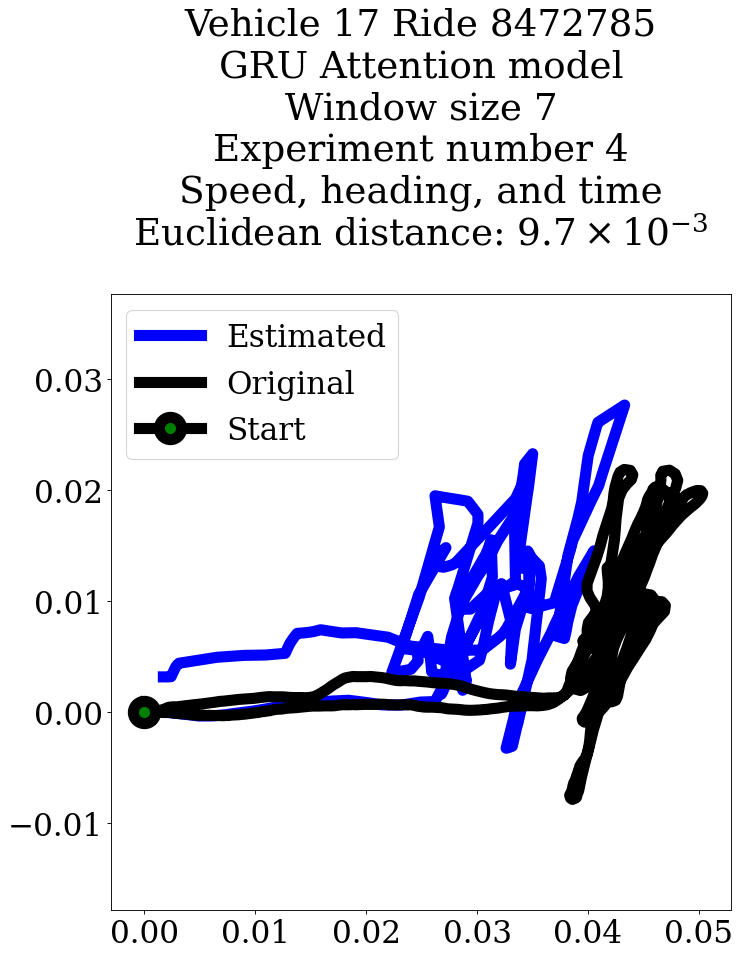 Vehicle 17 Ride 8472785
GRU Attention model
Window size 7
Experiment number 4
Speed, heading, and time
Euclidean distance: 9.7 × 10⁻³
Estimated
Original
Start
0.03
0.02
0.01
0.00
−0.01
0.00 0.01 0.02 0.03 0.04 0.05